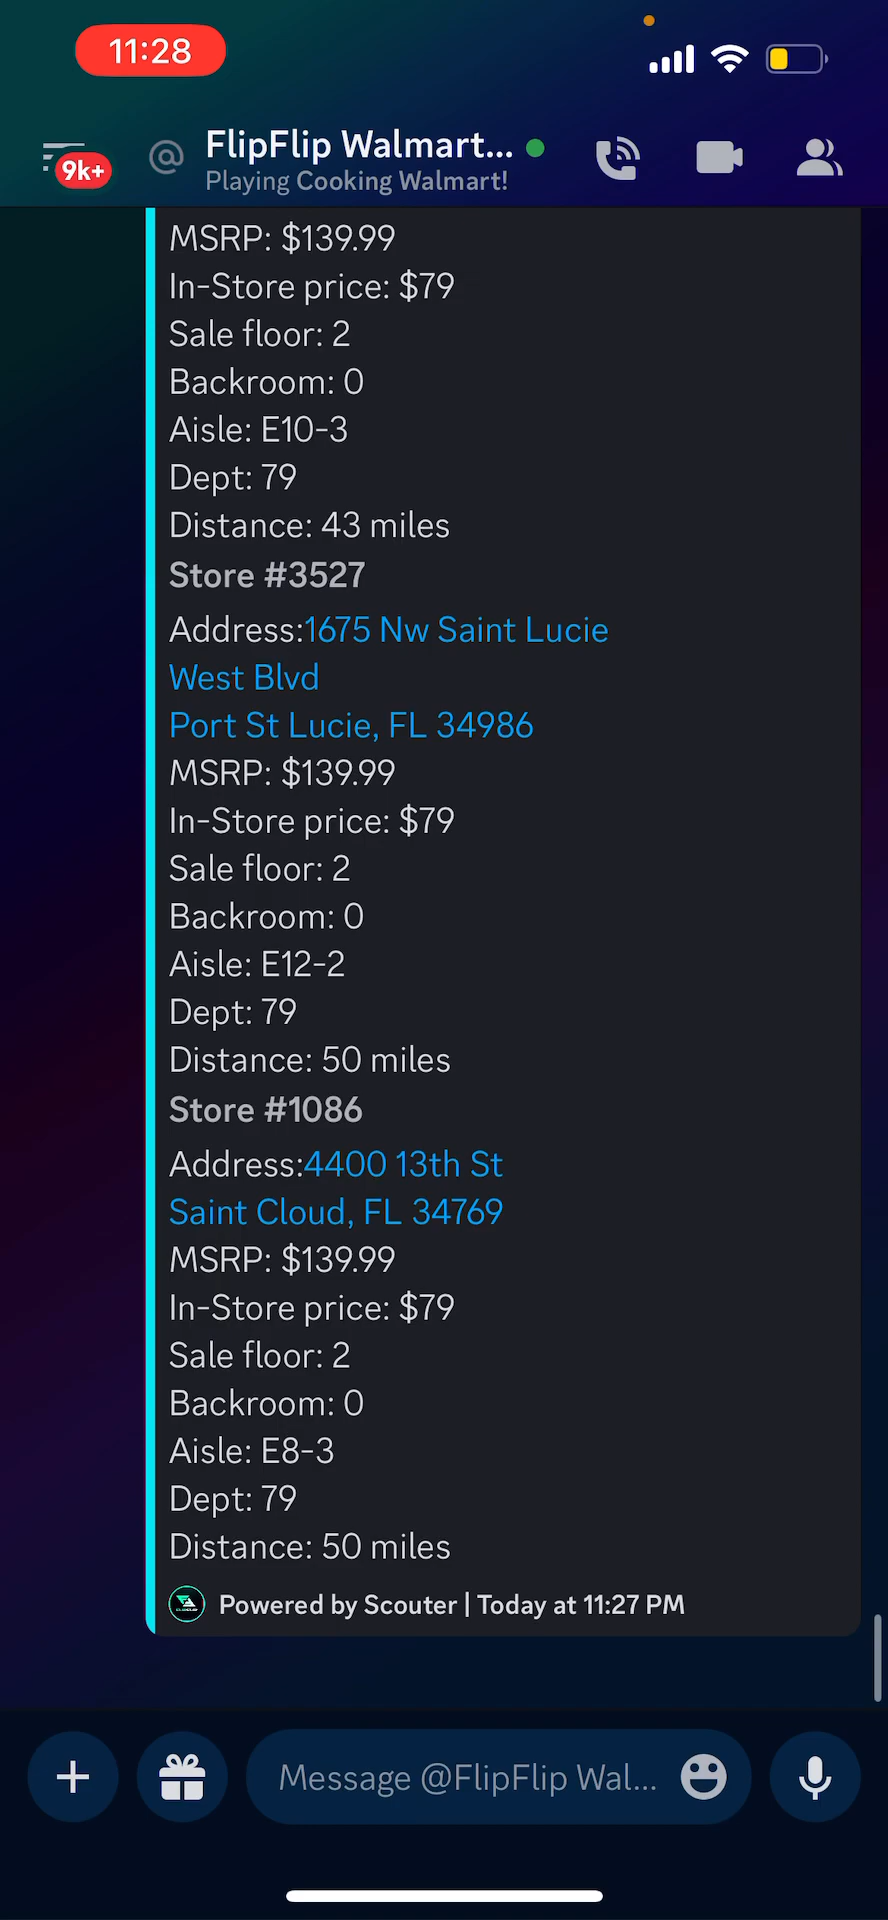 11:28
9k+
FlipFlip Walmart...
Playing Cooking Walmart!
MSRP: $139.99
In-Store price: $79
Sale floor: 2
Backroom: 0
Aisle: E10-3
Dept: 79
Distance: 43 miles
Store #3527
Address:1675 Nw Saint Lucie
West Blvd
Port St Lucie, FL 34986
MSRP: $139.99
In-Store price: $79
Sale floor: 2
Backroom: 0
Aisle: E12-2
Dept: 79
Distance: 50 miles
Store #1086
Address:4400 13th St
Saint Cloud, FL 34769
MSRP: $139.99
In-Store price: $79
Sale floor: 2
Backroom: 0
Aisle: E8-3
Dept: 79
Distance: 50 miles
Powered by Scouter | Today at 11:27 PM
Message @FlipFlip Wal...